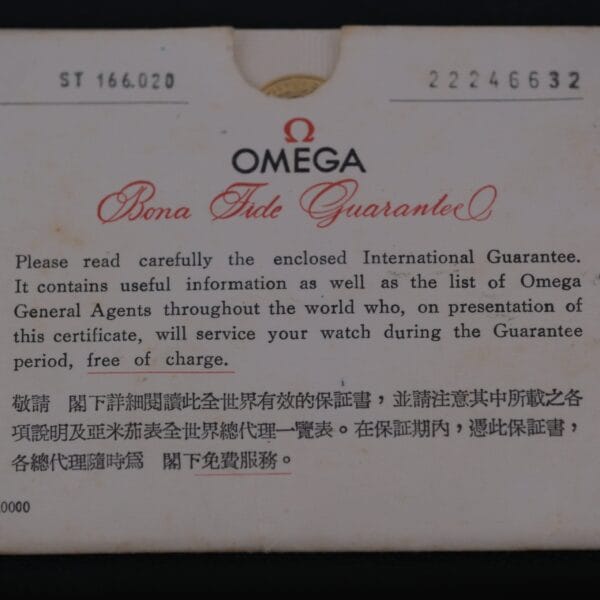 ST 166.020 22246632
Ω
OMEGA
Bona Fide Guarantee
Please read carefully the enclosed International Guarantee.
It contains useful information as well as the list of Omega
General Agents throughout the world who, on presentation of
this certificate, will service your watch during the Guarantee
period, free of charge.
敬請 閣下詳細閱讀此全世界有效的保証書，並請注意其中所載之各
項說明及亞米茄表全世界總代理一覽表。在保証期內，憑此保証書，
各總代理隨時爲 閣下免費服務。
0000